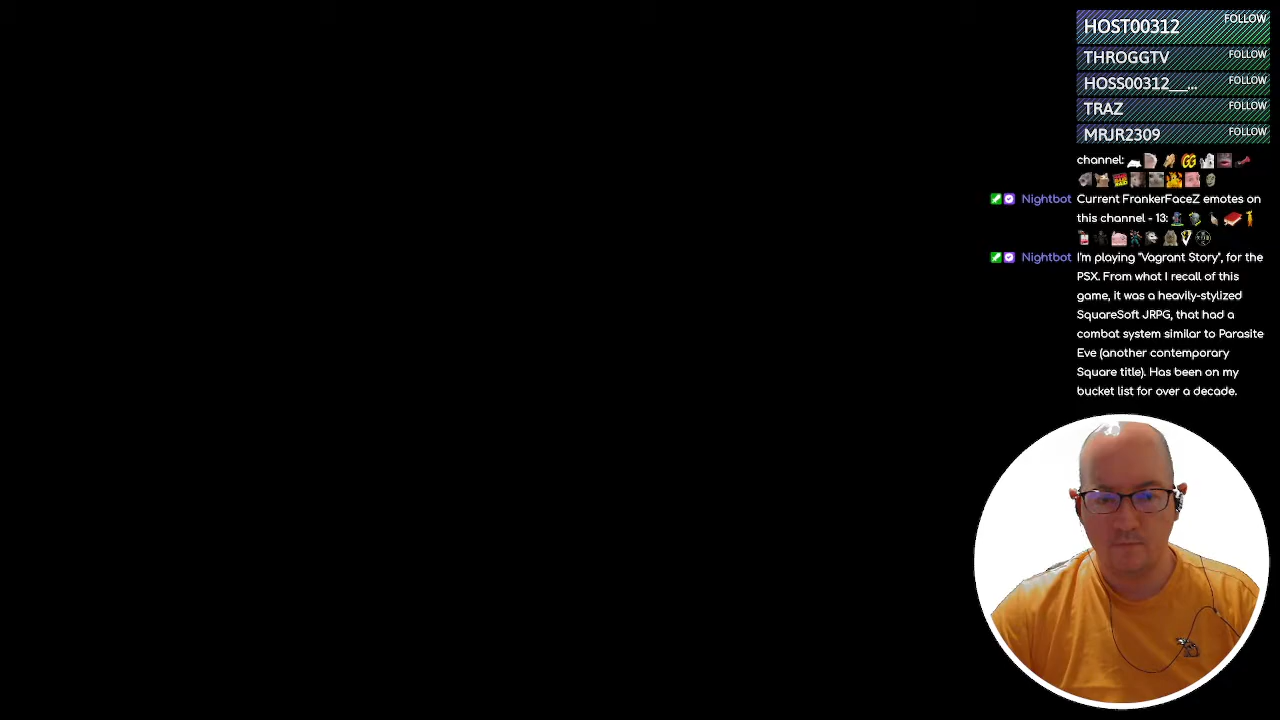 HOST00312 FOLLOW
THROGGTV FOLLOW
HOSS00312__... FOLLOW
TRAZ FOLLOW
MRJR2309 FOLLOW
channel:
Nightbot Current FrankerFaceZ emotes on
this channel - 13:
Nightbot I'm playing "Vagrant Story", for the
PSX. From what I recall of this
game, it was a heavily-stylized
SquareSoft JRPG, that had a
combat system similar to Parasite
Eve (another contemporary
Square title). Has been on my
bucket list for over a decade.